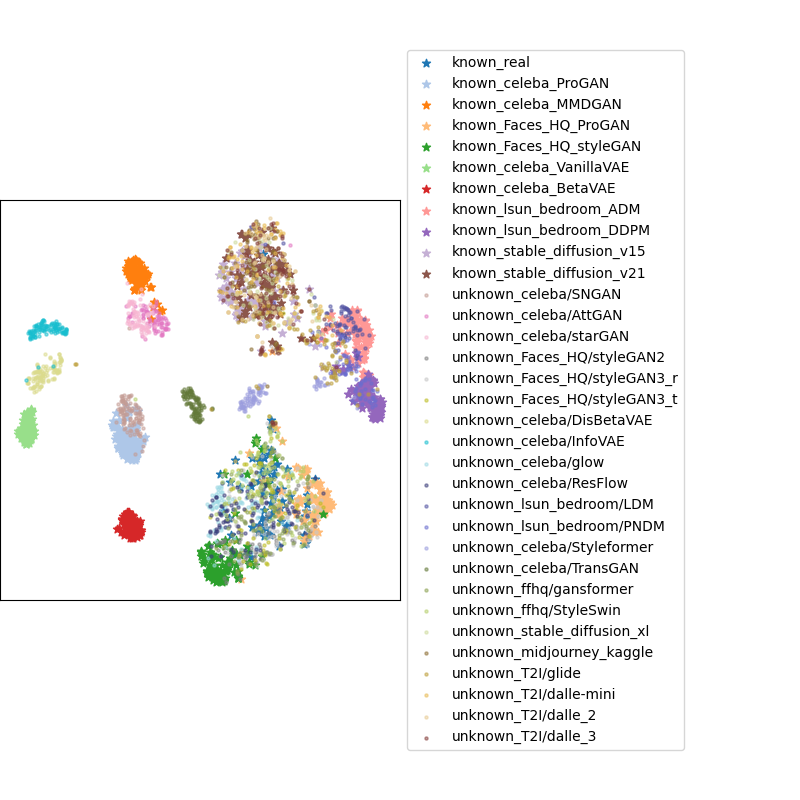 known_real
known_celeba_ProGAN
known_celeba_MMDGAN
known_Faces_HQ_ProGAN
known_Faces_HQ_styleGAN
known_celeba_VanillaVAE
known_celeba_BetaVAE
known_lsun_bedroom_ADM
known_lsun_bedroom_DDPM
known_stable_diffusion_v15
known_stable_diffusion_v21
unknown_celeba/SNGAN
unknown_celeba/AttGAN
unknown_celeba/starGAN
unknown_Faces_HQ/styleGAN2
unknown_Faces_HQ/styleGAN3_r
unknown_Faces_HQ/styleGAN3_t
unknown_celeba/DisBetaVAE
unknown_celeba/InfoVAE
unknown_celeba/glow
unknown_celeba/ResFlow
unknown_lsun_bedroom/LDM
unknown_lsun_bedroom/PNDM
unknown_celeba/Styleformer
unknown_celeba/TransGAN
unknown_ffhq/gansformer
unknown_ffhq/StyleSwin
unknown_stable_diffusion_xl
unknown_midjourney_kaggle
unknown_T2I/glide
unknown_T2I/dalle-mini
unknown_T2I/dalle_2
unknown_T2I/dalle_3